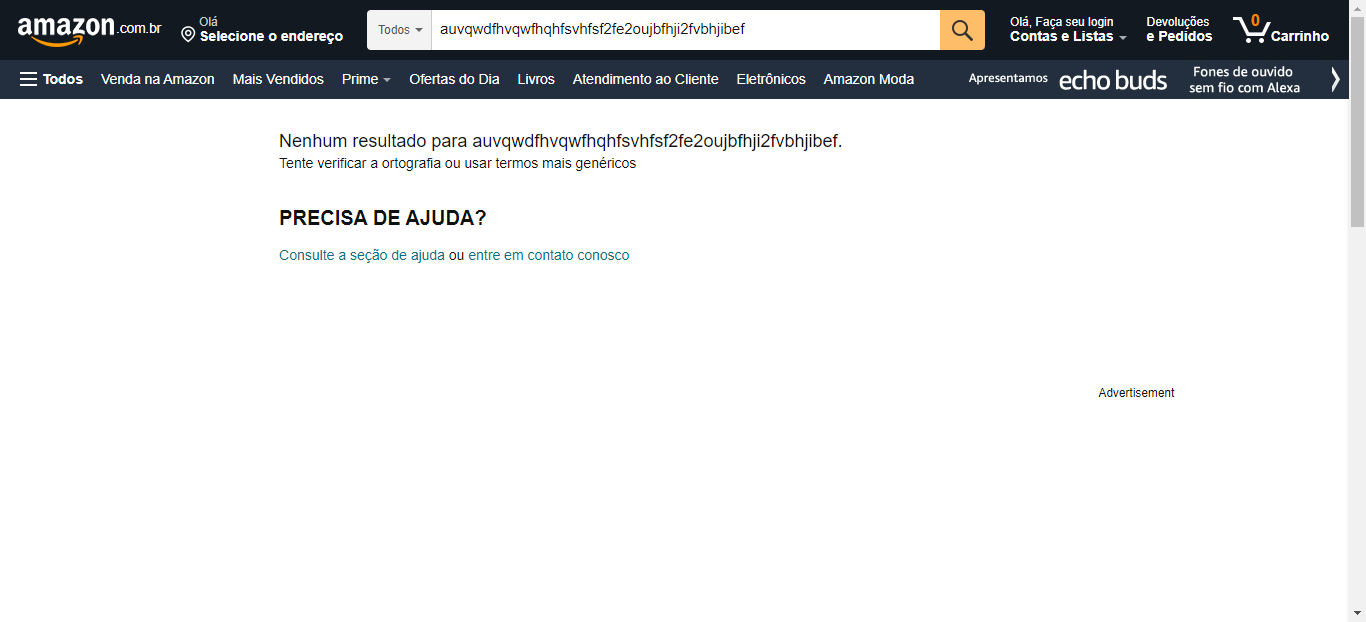 amazon.com.br
Olá
Selecione o endereço
Todos
auvqwdfhvqwfhqhfsvhfsf2fe2oujbfhji2fvbhjibef
Olá, Faça seu login
Contas e Listas
Devoluções
e Pedidos
0
Carrinho
Todos Venda na Amazon Mais Vendidos Prime Ofertas do Dia Livros Atendimento ao Cliente Eletrônicos Amazon Moda
Apresentamos echo buds
Fones de ouvido
sem fio com Alexa
Nenhum resultado para auvqwdfhvqwfhqhfsvhfsf2fe2oujbfhji2fvbhjibef.
Tente verificar a ortografia ou usar termos mais genéricos
PRECISA DE AJUDA?
Consulte a seção de ajuda ou entre em contato conosco
Advertisement